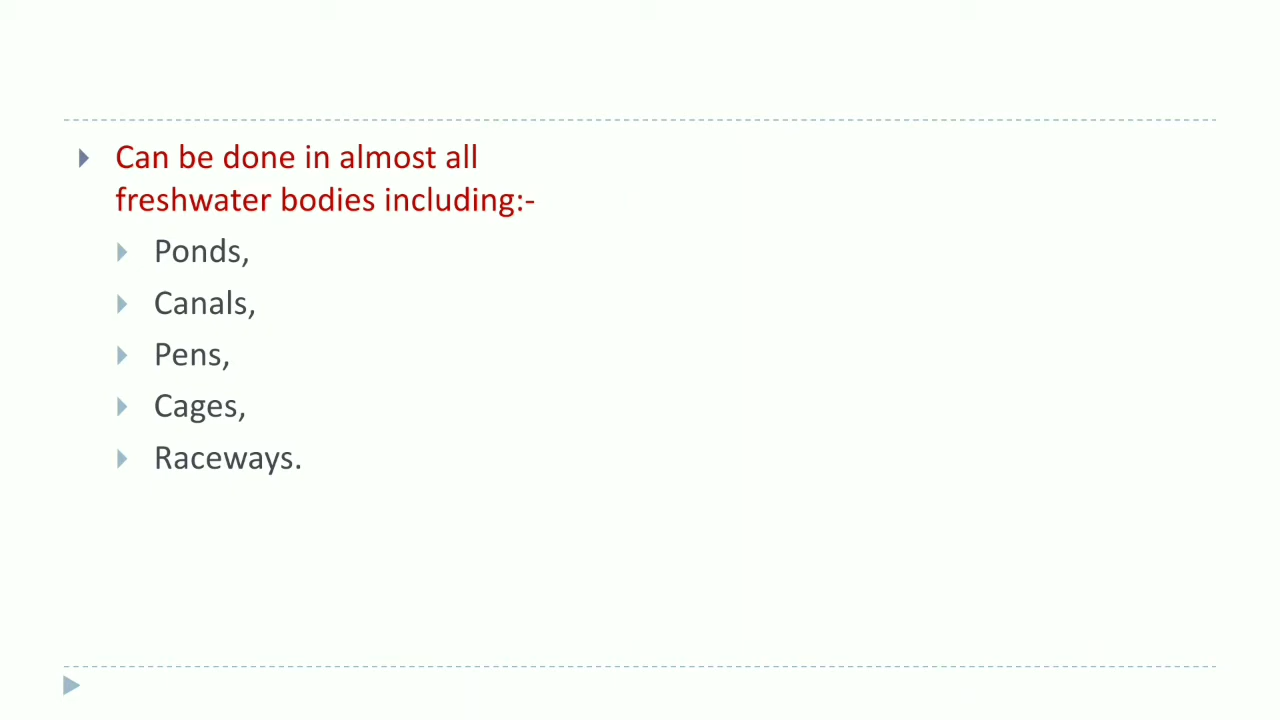 Can be done in almost all
freshwater bodies including:-
Ponds,
Canals,
Pens,
Cages,
Raceways.